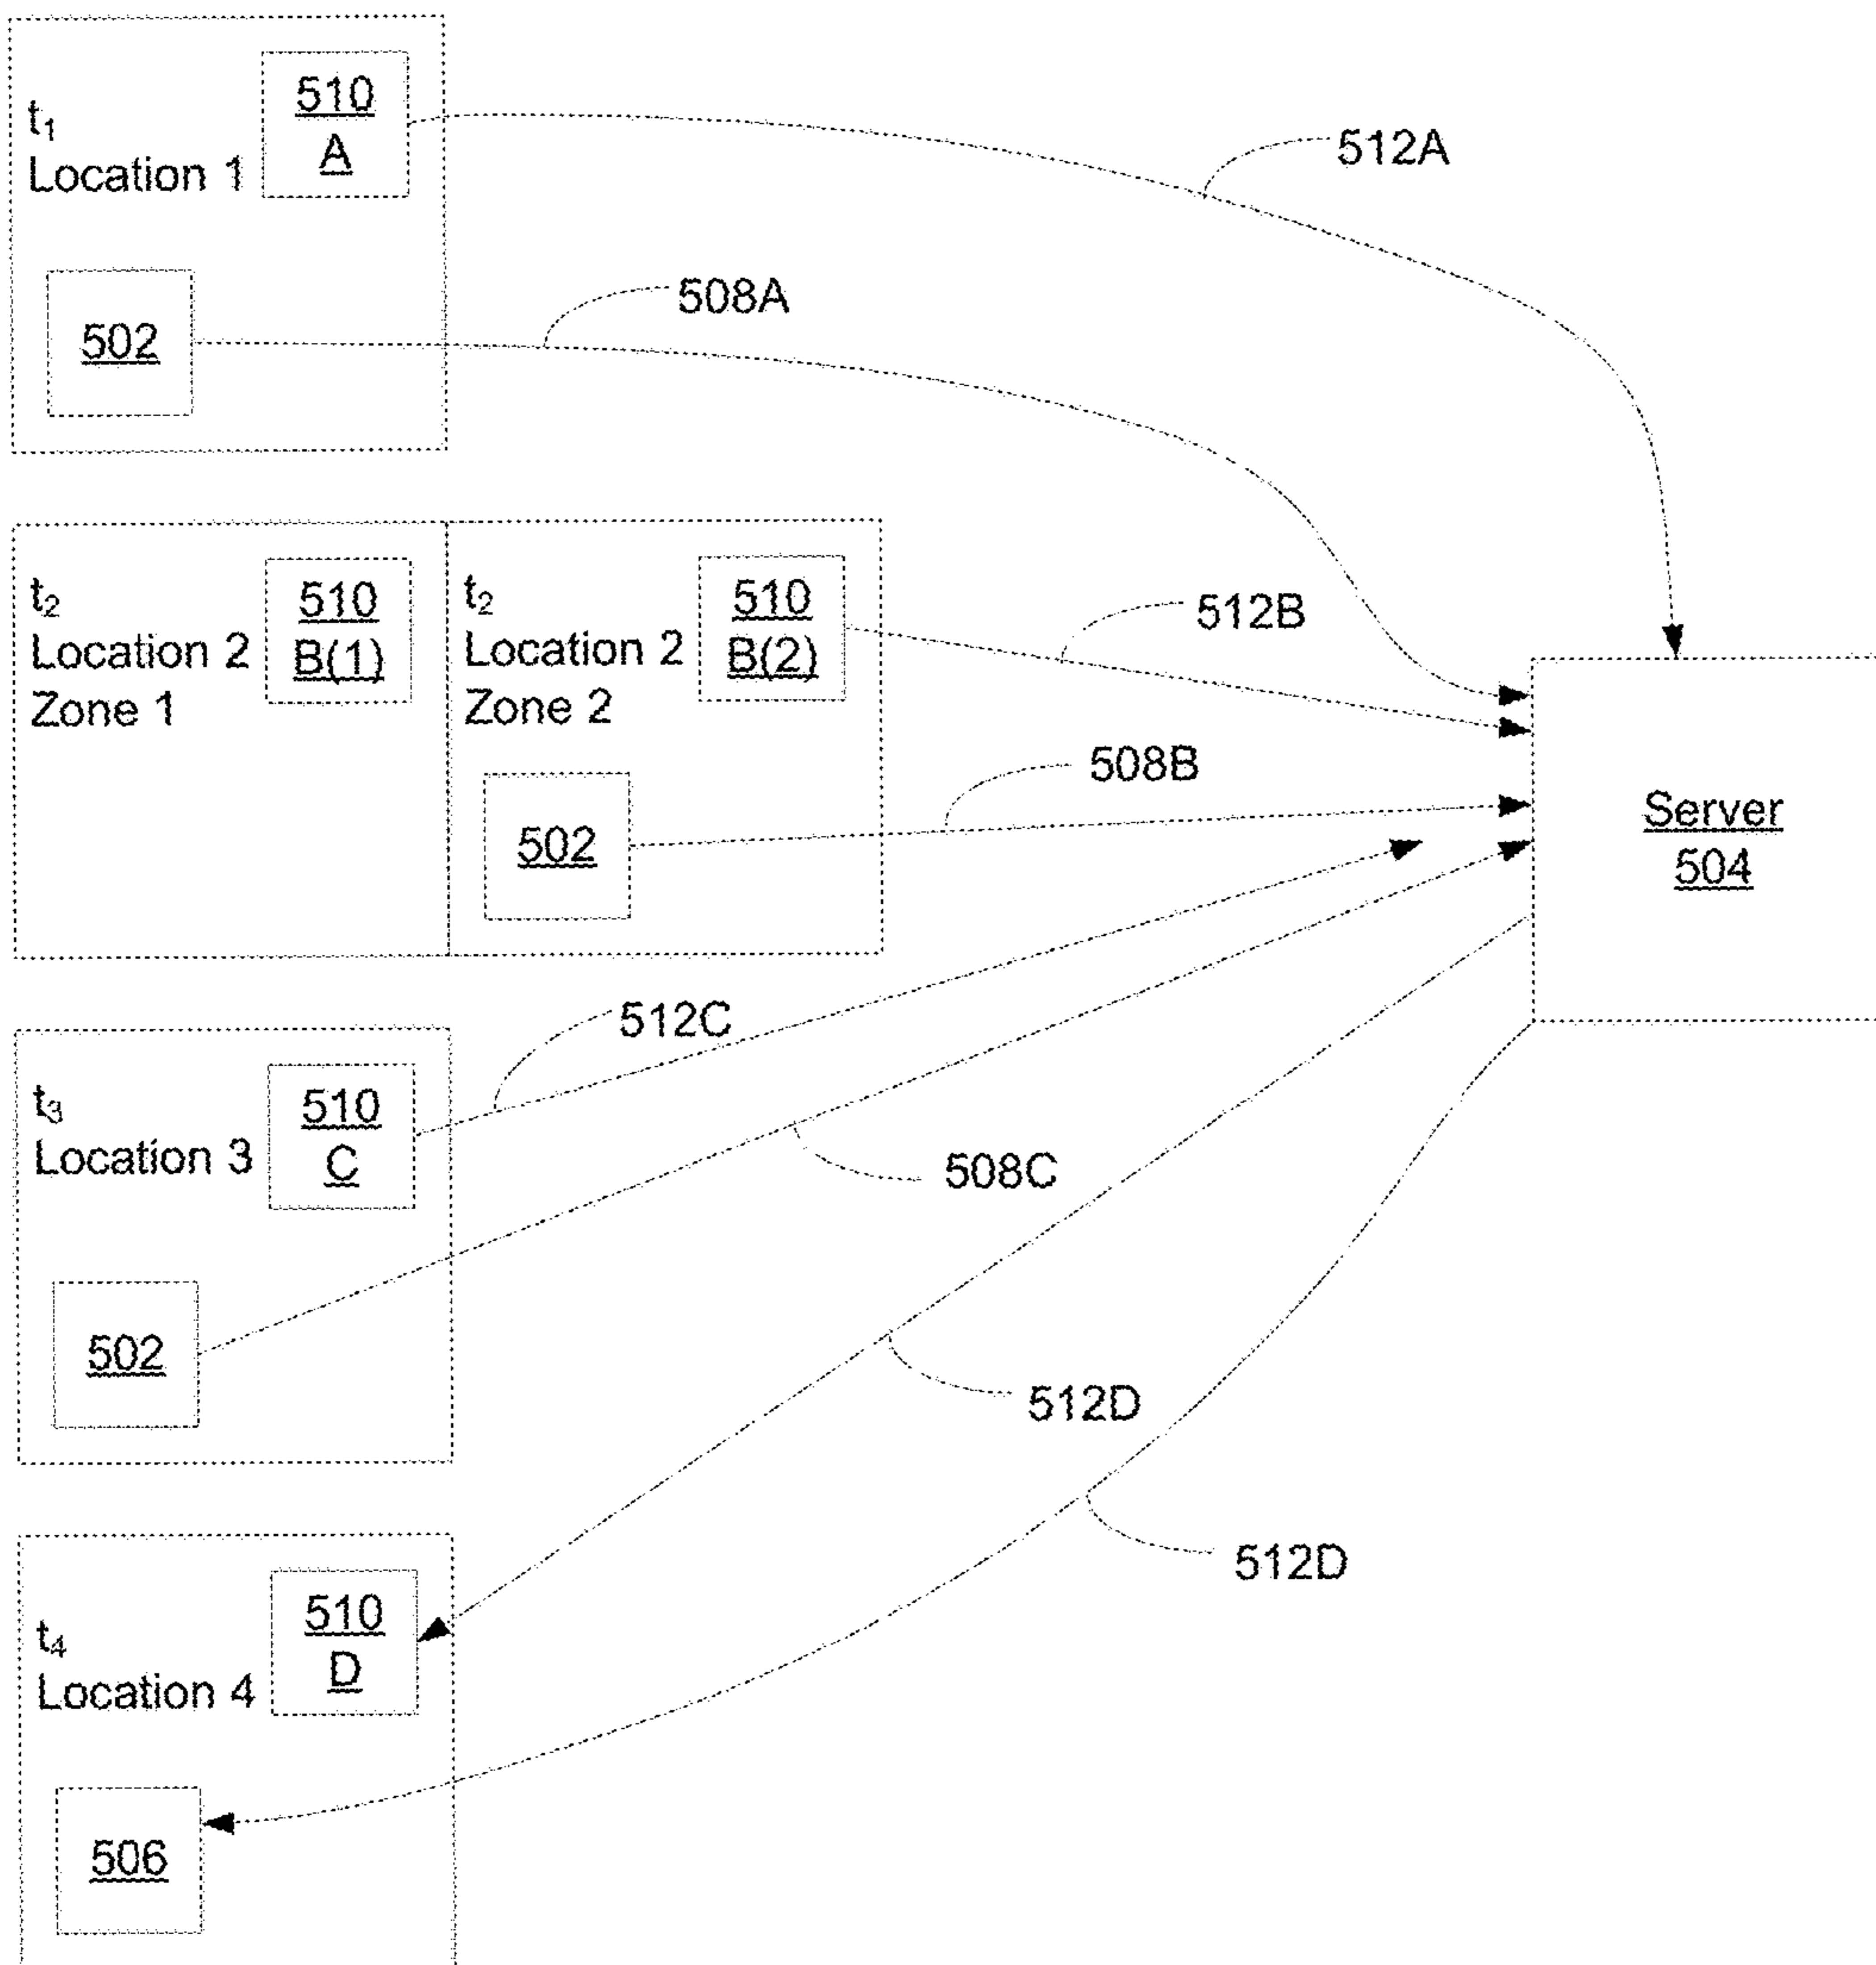 t1
Location 1
510
A
512A
502
508A
t2
Location 2
Zone 1
510
B(1)
t2
Location 2
Zone 2
510
B(2)
512B
502
508B
Server
504
t3
Location 3
510
C
512C
508C
502
512D
512D
t4
Location 4
510
D
506